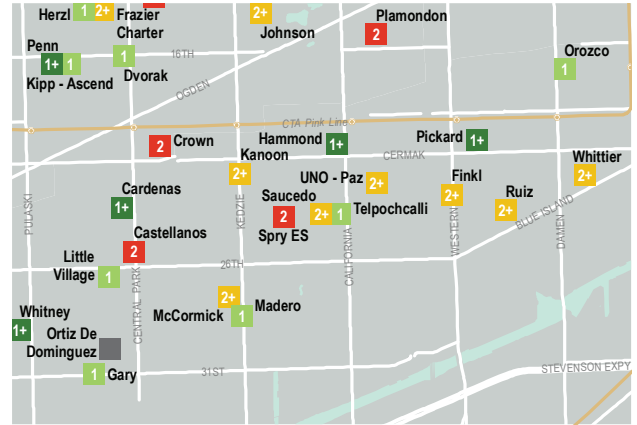 Herzl
1
2+
Frazier
Charter
2+
Johnson
Plamondon
2
Penn
1+
1
Kipp - Ascend
1
Dvorak
16TH
OGDEN
Orozco
1
CTA Pink Line
2
Crown
Hammond
1+
Pickard
1+
CERMAK
Kanoon
2+
UNO - Paz
2+
Finkl
2+
Whittier
2+
Ruiz
2+
BLUE ISLAND
Cardenas
1+
Saucedo
2
Spry ES
2+
1
Telpochcalli
PULASKI
KEDZIE
CALIFORNIA
WESTERN
DAMEN
Castellanos
2
Little
Village
1
26TH
CENTRAL PARK
2+
Madero
McCormick
1
Whitney
1+
Ortiz De
Dominguez
1
Gary
31ST
STEVENSON EXPY